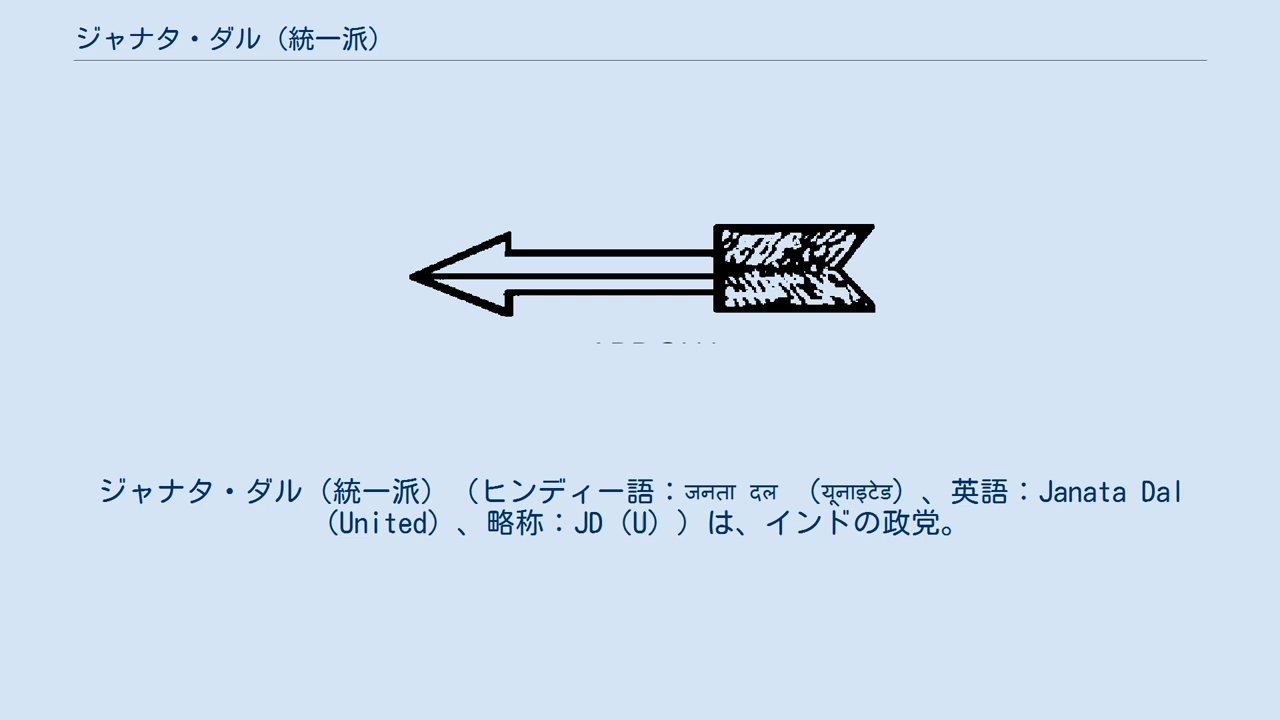 ジャナタ・ダル（統一派）
ジャナタ・ダル（統一派）（ヒンディー語：जनता दल （यूनाइटेड）、英語：Janata Dal
（United）、略称：JD（U））は、インドの政党。